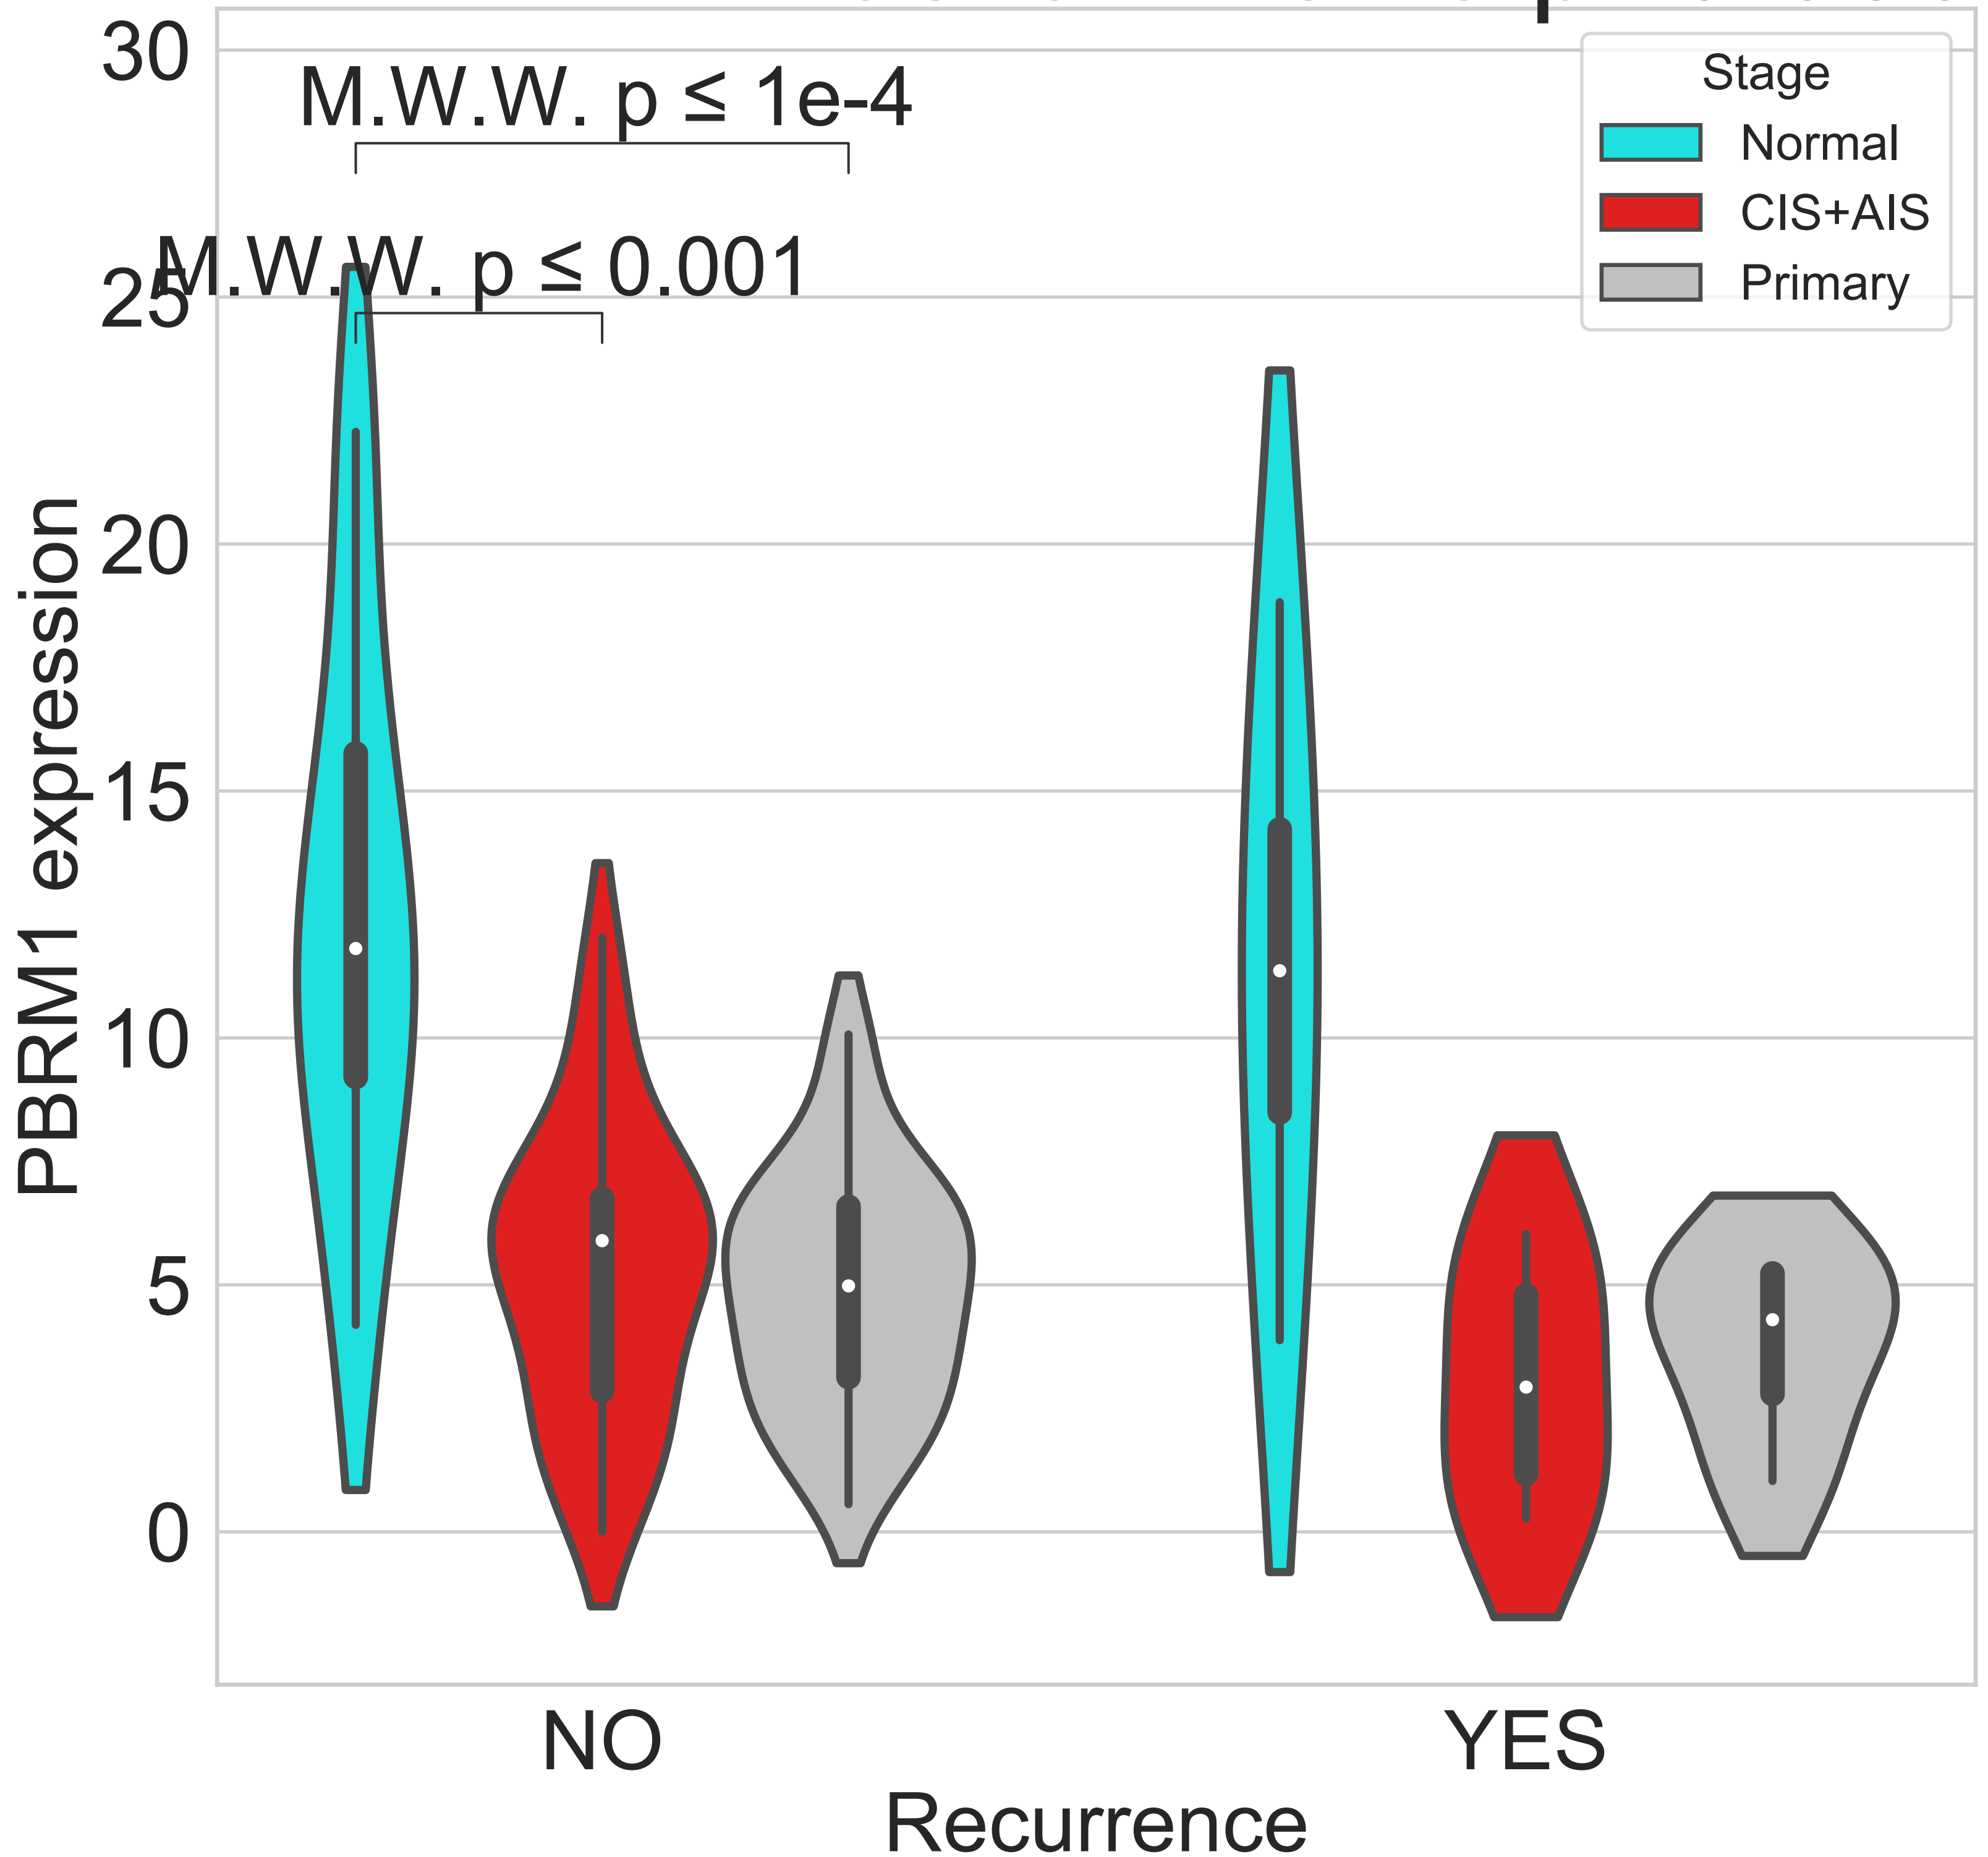 30
M.W.W. p ≤ 1e-4
Stage
Normal
CIS+AIS
Primary
M.W.W. p ≤ 0.001
25
20
15
10
5
0
PBRM1 expression
NO
YES
Recurrence